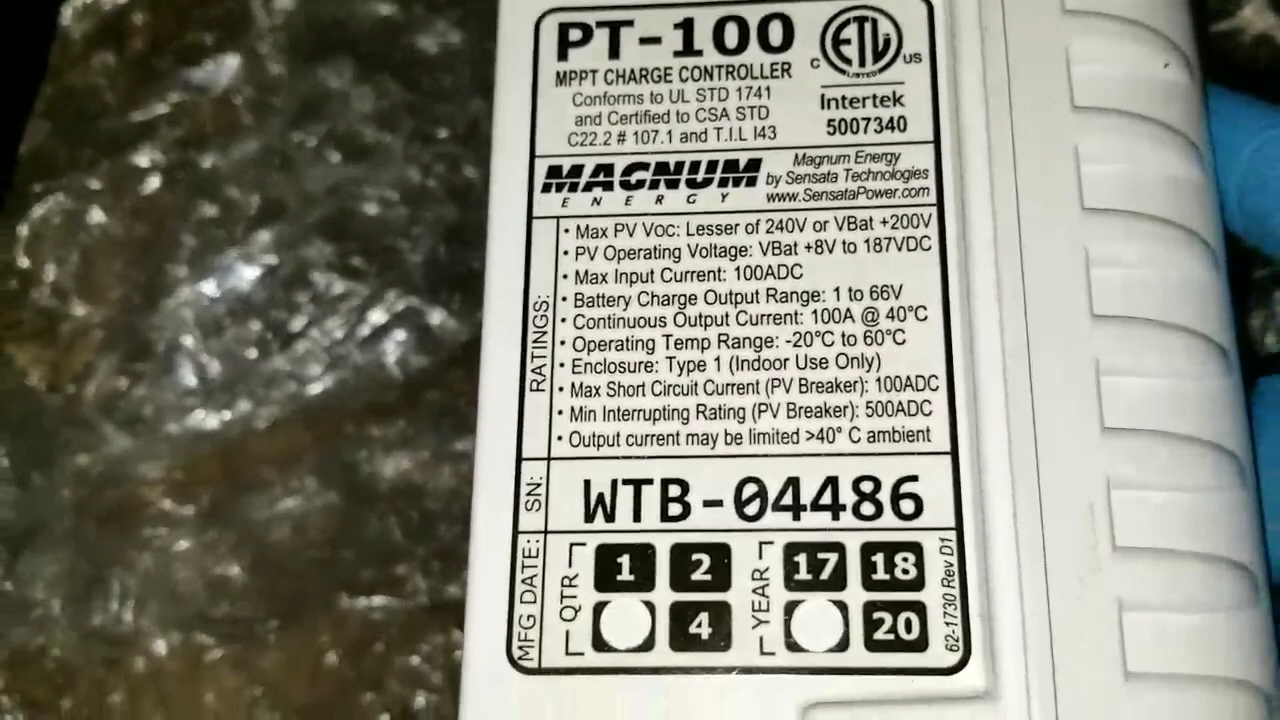 PT-100
MPPT CHARGE CONTROLLER
Conforms to UL STD 1741
and Certified to CSA STD
C22.2 # 107.1 and T.I.L I43
C ETL US
LISTED
Intertek
5007340
MAGNUM
ENERGY
Magnum Energy
by Sensata Technologies
www.SensataPower.com
RATINGS:
• Max PV VOC: Lesser of 240V or VBat +200V
• PV Operating Voltage: VBat +8V to 187VDC
• Max Input Current: 100ADC
• Battery Charge Output Range: 1 to 66V
• Continuous Output Current: 100A @ 40°C
• Operating Temp Range: -20°C to 60°C
• Enclosure: Type 1 (Indoor Use Only)
• Max Short Circuit Current (PV Breaker): 100ADC
• Min Interrupting Rating (PV Breaker): 500ADC
• Output current may be limited >40° C ambient
SN:
WTB-04486
MFG DATE:
QTR
1 2
4
YEAR
17 18
20
62-1730 Rev D1